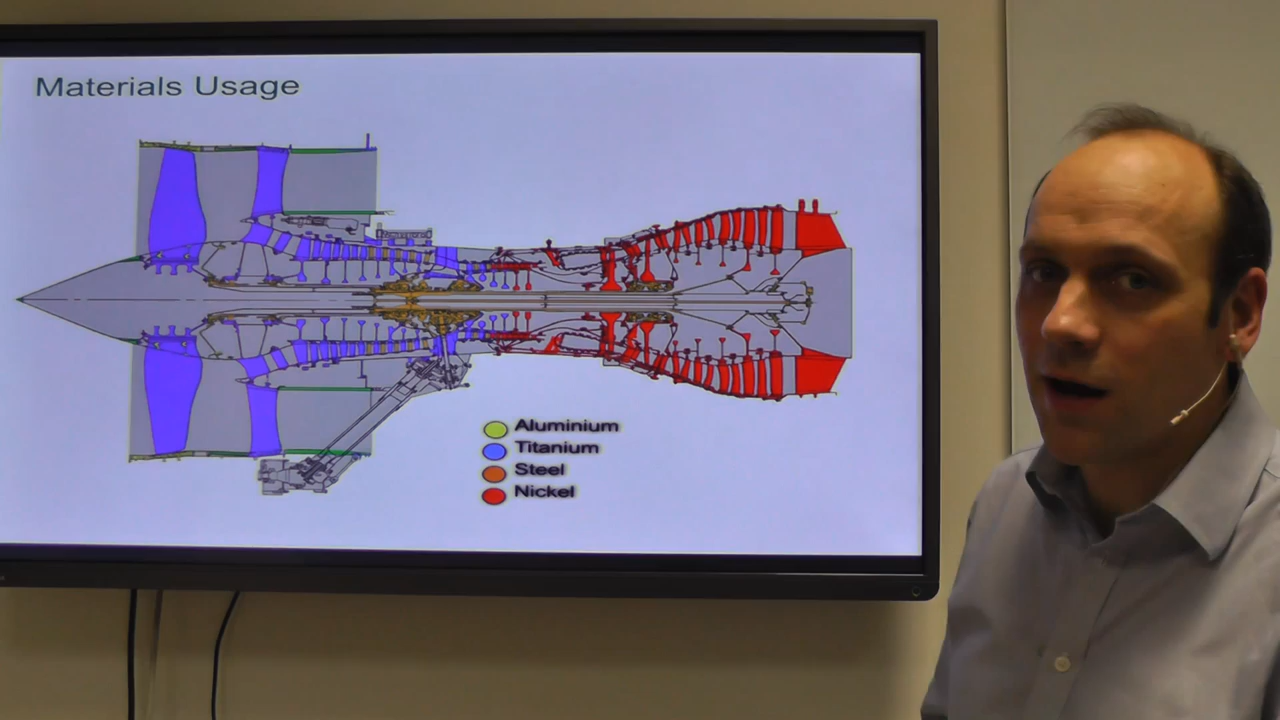 Materials Usage
Aluminium
Titanium
Steel
Nickel